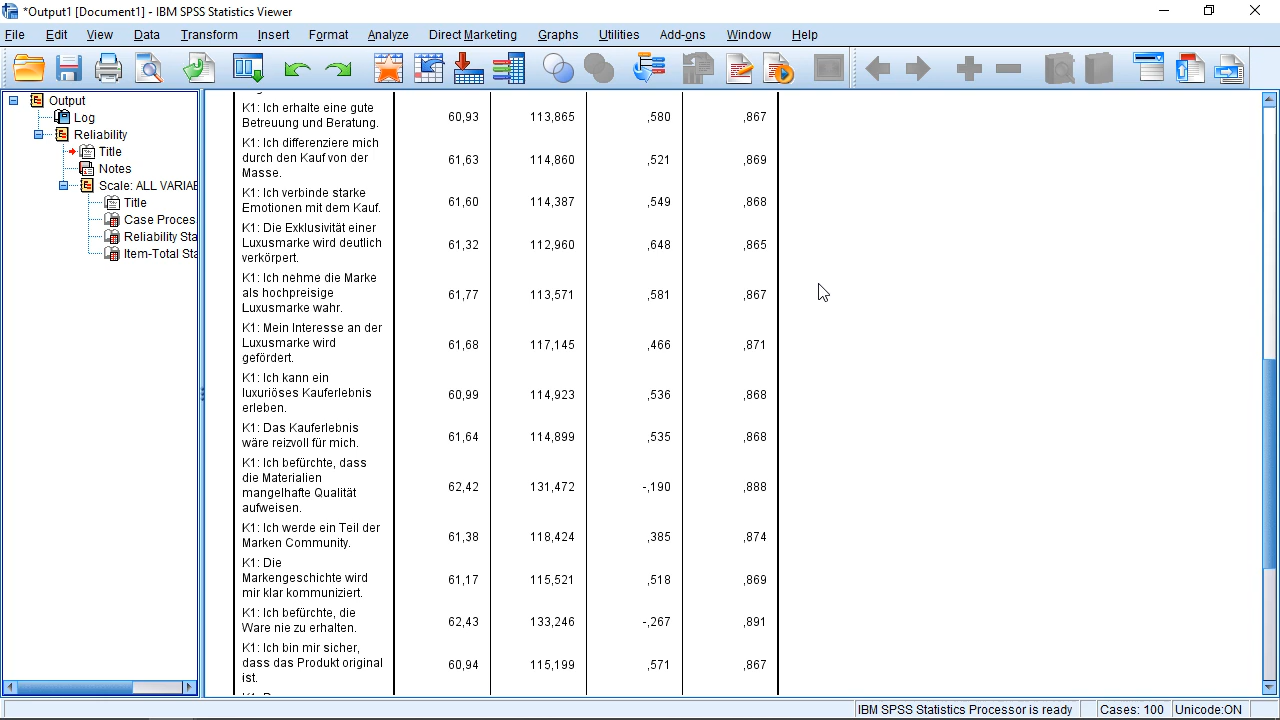 *Output1 [Document1] - IBM SPSS Statistics Viewer
File Edit View Data Transform Insert Format Analyze Direct Marketing Graphs Utilities Add-ons Window Help
Output
Log
Reliability
Title
Notes
Scale: ALL VARIAE
Title
Case Proces
Reliability Sta
Item-Total Sta
K1: Ich erhalte eine gute
Betreuung und Beratung. 60,93 113,865 ,580 ,867
K1: Ich differenziere mich
durch den Kauf von der 61,63 114,860 ,521 ,869
Masse.
K1: Ich verbinde starke
Emotionen mit dem Kauf. 61,60 114,387 ,549 ,868
K1: Die Exklusivität einer
Luxusmarke wird deutlich 61,32 112,960 ,648 ,865
verkörpert.
K1: Ich nehme die Marke
als hochpreisige 61,77 113,571 ,581 ,867
Luxusmarke wahr.
K1: Mein Interesse an der
Luxusmarke wird 61,68 117,145 ,466 ,871
gefördert.
K1: Ich kann ein
luxuriöses Kauferlebnis 60,99 114,923 ,536 ,868
erleben.
K1: Das Kauferlebnis
wäre reizvoll für mich. 61,64 114,899 ,535 ,868
K1: Ich befürchte, dass
die Materialien
mangelhafte Qualität 62,42 131,472 -,190 ,888
aufweisen.
K1: Ich werde ein Teil der
Marken Community. 61,38 118,424 ,385 ,874
K1: Die
Markengeschichte wird 61,17 115,521 ,518 ,869
mir klar kommuniziert.
K1: Ich befürchte, die
Ware nie zu erhalten. 62,43 133,246 -,267 ,891
K1: Ich bin mir sicher,
dass das Produkt original 60,94 115,199 ,571 ,867
ist.
IBM SPSS Statistics Processor is ready Cases: 100 Unicode:ON